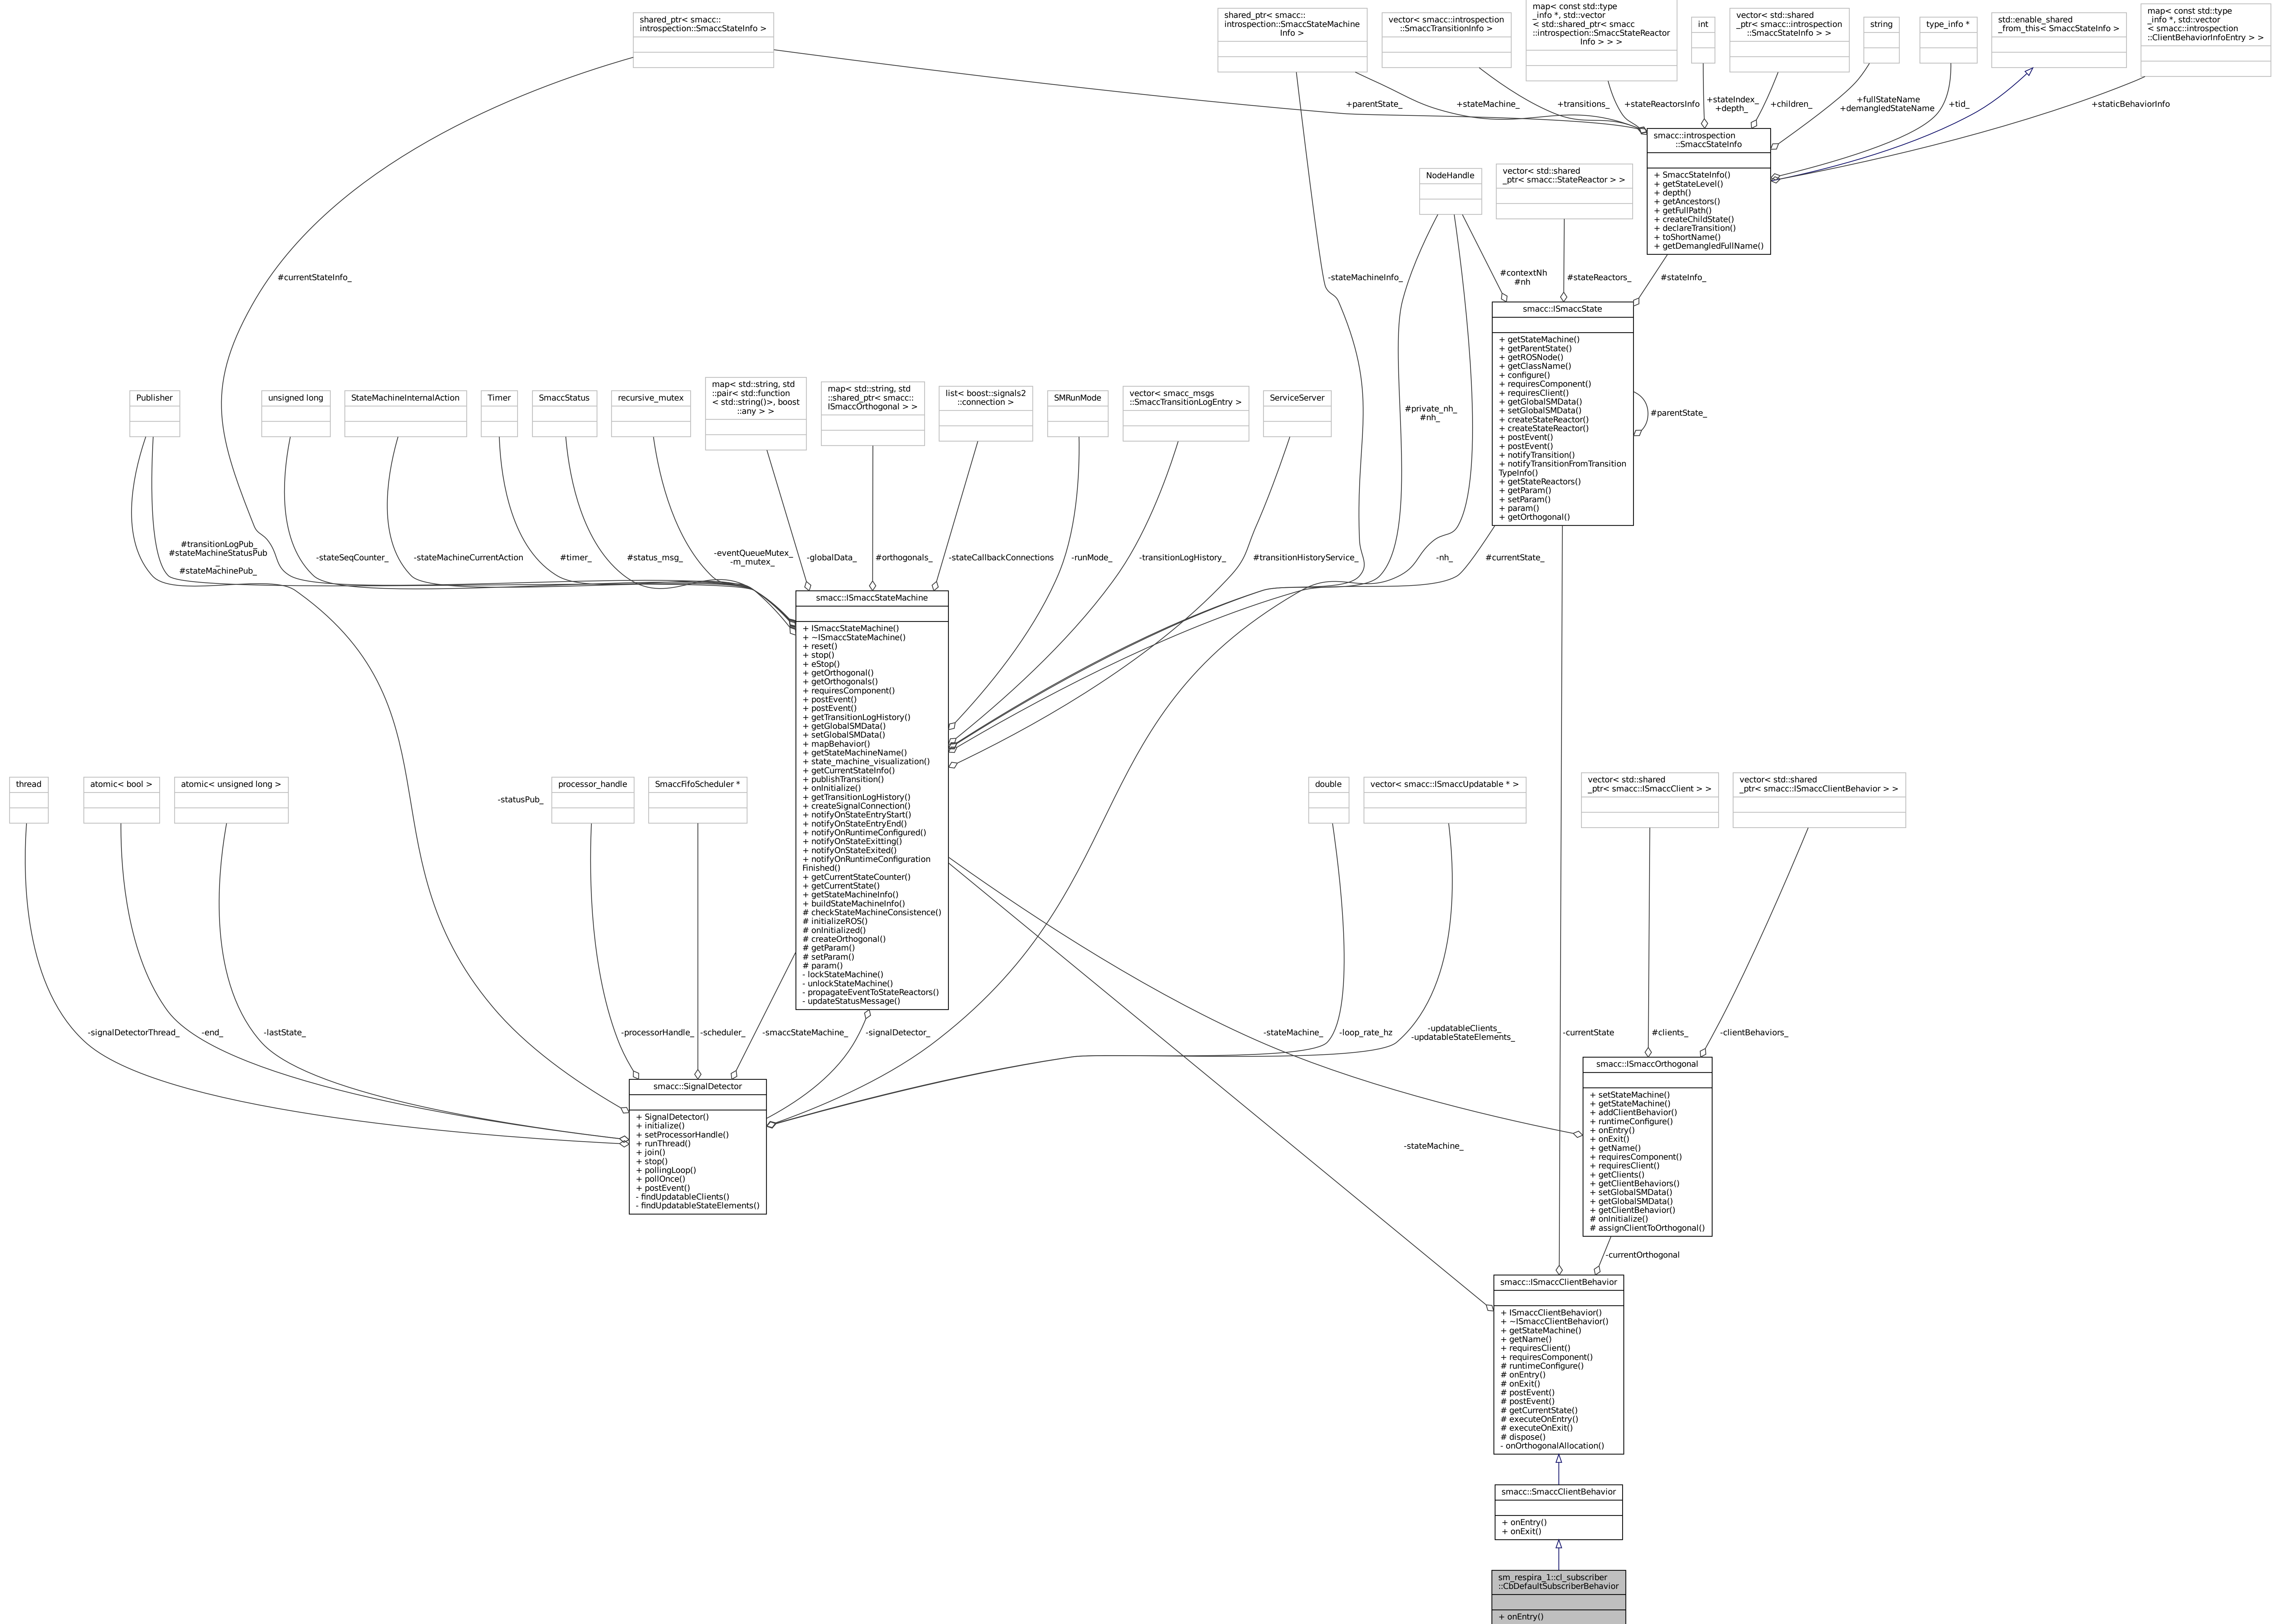 shared_ptr< smacc::
introspection::SmaccStateInfo >
shared_ptr< smacc::
introspection::SmaccStateMachine
Info >
vector< smacc::introspection
::SmaccTransitionInfo >
map< const std::type
_info *, std::vector
< std::shared_ptr< smacc
::introspection::SmaccStateReactor
Info > > >
int
vector< std::shared
_ptr< smacc::introspection
::SmaccStateInfo > >
string
type_info *
std::enable_shared
_from_this< SmaccStateInfo >
map< const std::type
_info *, std::vector
< smacc::introspection
::ClientBehaviorInfoEntry > >
+parentState_
+stateMachine_
+transitions_
+stateReactorsInfo
+stateIndex_
+depth_
+children_
+fullStateName
+demangledStateName
+tid_
+staticBehaviorInfo
smacc::introspection
::SmaccStateInfo
+ SmaccStateInfo()
+ getStateLevel()
+ depth()
+ getAncestors()
+ getFullPath()
+ createChildState()
+ declareTransition()
+ toShortName()
+ getDemangledFullName()
NodeHandle
vector< std::shared
_ptr< smacc::StateReactor > >
#currentStateInfo_
-stateMachineInfo_
#contextNh
#nh
#stateReactors_
#stateInfo_
smacc::ISmaccState
+ getStateMachine()
+ getParentState()
+ getROSNode()
+ getClassName()
+ configure()
+ requiresComponent()
+ requiresClient()
+ getGlobalSMData()
+ setGlobalSMData()
+ createStateReactor()
+ createStateReactor()
+ postEvent()
+ postEvent()
+ notifyTransition()
+ notifyTransitionFromTransition
TypeInfo()
+ getStateReactors()
+ getParam()
+ setParam()
+ param()
+ getOrthogonal()
#parentState_
Publisher
unsigned long
StateMachineInternalAction
Timer
SmaccStatus
recursive_mutex
map< std::string, std
::pair< std::function
< std::string()>, boost
::any > >
map< std::string, std
::shared_ptr< smacc::
ISmaccOrthogonal > >
list< boost::signals2
::connection >
SMRunMode
vector< smacc_msgs
::SmaccTransitionLogEntry >
ServiceServer
#private_nh_
#nh_
#transitionLogPub_
#stateMachineStatusPub
_
#stateMachinePub_
-stateSeqCounter_
-stateMachineCurrentAction
#timer_
#status_msg_
-eventQueueMutex_
-m_mutex_
-globalData_
#orthogonals_
-stateCallbackConnections
-runMode_
-transitionLogHistory_
#transitionHistoryService_
-nh_
#currentState_
smacc::ISmaccStateMachine
+ ISmaccStateMachine()
+ ~ISmaccStateMachine()
+ reset()
+ stop()
+ eStop()
+ getOrthogonal()
+ getOrthogonals()
+ requiresComponent()
+ postEvent()
+ postEvent()
+ getTransitionLogHistory()
+ getGlobalSMData()
+ setGlobalSMData()
+ mapBehavior()
+ getStateMachineName()
+ state_machine_visualization()
+ getCurrentStateInfo()
+ publishTransition()
+ onInitialize()
+ getTransitionLogHistory()
+ createSignalConnection()
+ notifyOnStateEntryStart()
+ notifyOnStateEntryEnd()
+ notifyOnRuntimeConfigured()
+ notifyOnStateExitting()
+ notifyOnStateExited()
+ notifyOnRuntimeConfiguration
Finished()
+ getCurrentStateCounter()
+ getCurrentState()
+ getStateMachineInfo()
+ buildStateMachineInfo()
# checkStateMachineConsistence()
# initializeROS()
# onInitialized()
# createOrthogonal()
# getParam()
# setParam()
# param()
- lockStateMachine()
- unlockStateMachine()
- propagateEventToStateReactors()
- updateStatusMessage()
thread
atomic< bool >
atomic< unsigned long >
-statusPub_
processor_handle
SmaccFifoScheduler *
double
vector< smacc::ISmaccUpdatable * >
vector< std::shared
_ptr< smacc::ISmaccClient > >
vector< std::shared
_ptr< smacc::ISmaccClientBehavior > >
-signalDetectorThread_
-end_
-lastState_
-processorHandle_
-scheduler_
-smaccStateMachine_
-signalDetector_
-stateMachine_
-loop_rate_hz
-updatableClients_
-updatableStateElements_
-currentState
#clients_
-clientBehaviors_
smacc::SignalDetector
+ SignalDetector()
+ initialize()
+ setProcessorHandle()
+ runThread()
+ join()
+ stop()
+ pollingLoop()
+ pollOnce()
+ postEvent()
- findUpdatableClients()
- findUpdatableStateElements()
smacc::ISmaccOrthogonal
+ setStateMachine()
+ getStateMachine()
+ addClientBehavior()
+ runtimeConfigure()
+ onEntry()
+ onExit()
+ getName()
+ requiresComponent()
+ requiresClient()
+ getClients()
+ getClientBehaviors()
+ setGlobalSMData()
+ getGlobalSMData()
+ getClientBehavior()
# onInitialize()
# assignClientToOrthogonal()
-stateMachine_
-currentOrthogonal
smacc::ISmaccClientBehavior
+ ISmaccClientBehavior()
+ ~ISmaccClientBehavior()
+ getStateMachine()
+ getName()
+ requiresClient()
+ requiresComponent()
# runtimeConfigure()
# onEntry()
# onExit()
# postEvent()
# postEvent()
# getCurrentState()
# executeOnEntry()
# executeOnExit()
# dispose()
- onOrthogonalAllocation()
smacc::SmaccClientBehavior
+ onEntry()
+ onExit()
sm_respira_1::cl_subscriber
::CbDefaultSubscriberBehavior
+ onEntry()